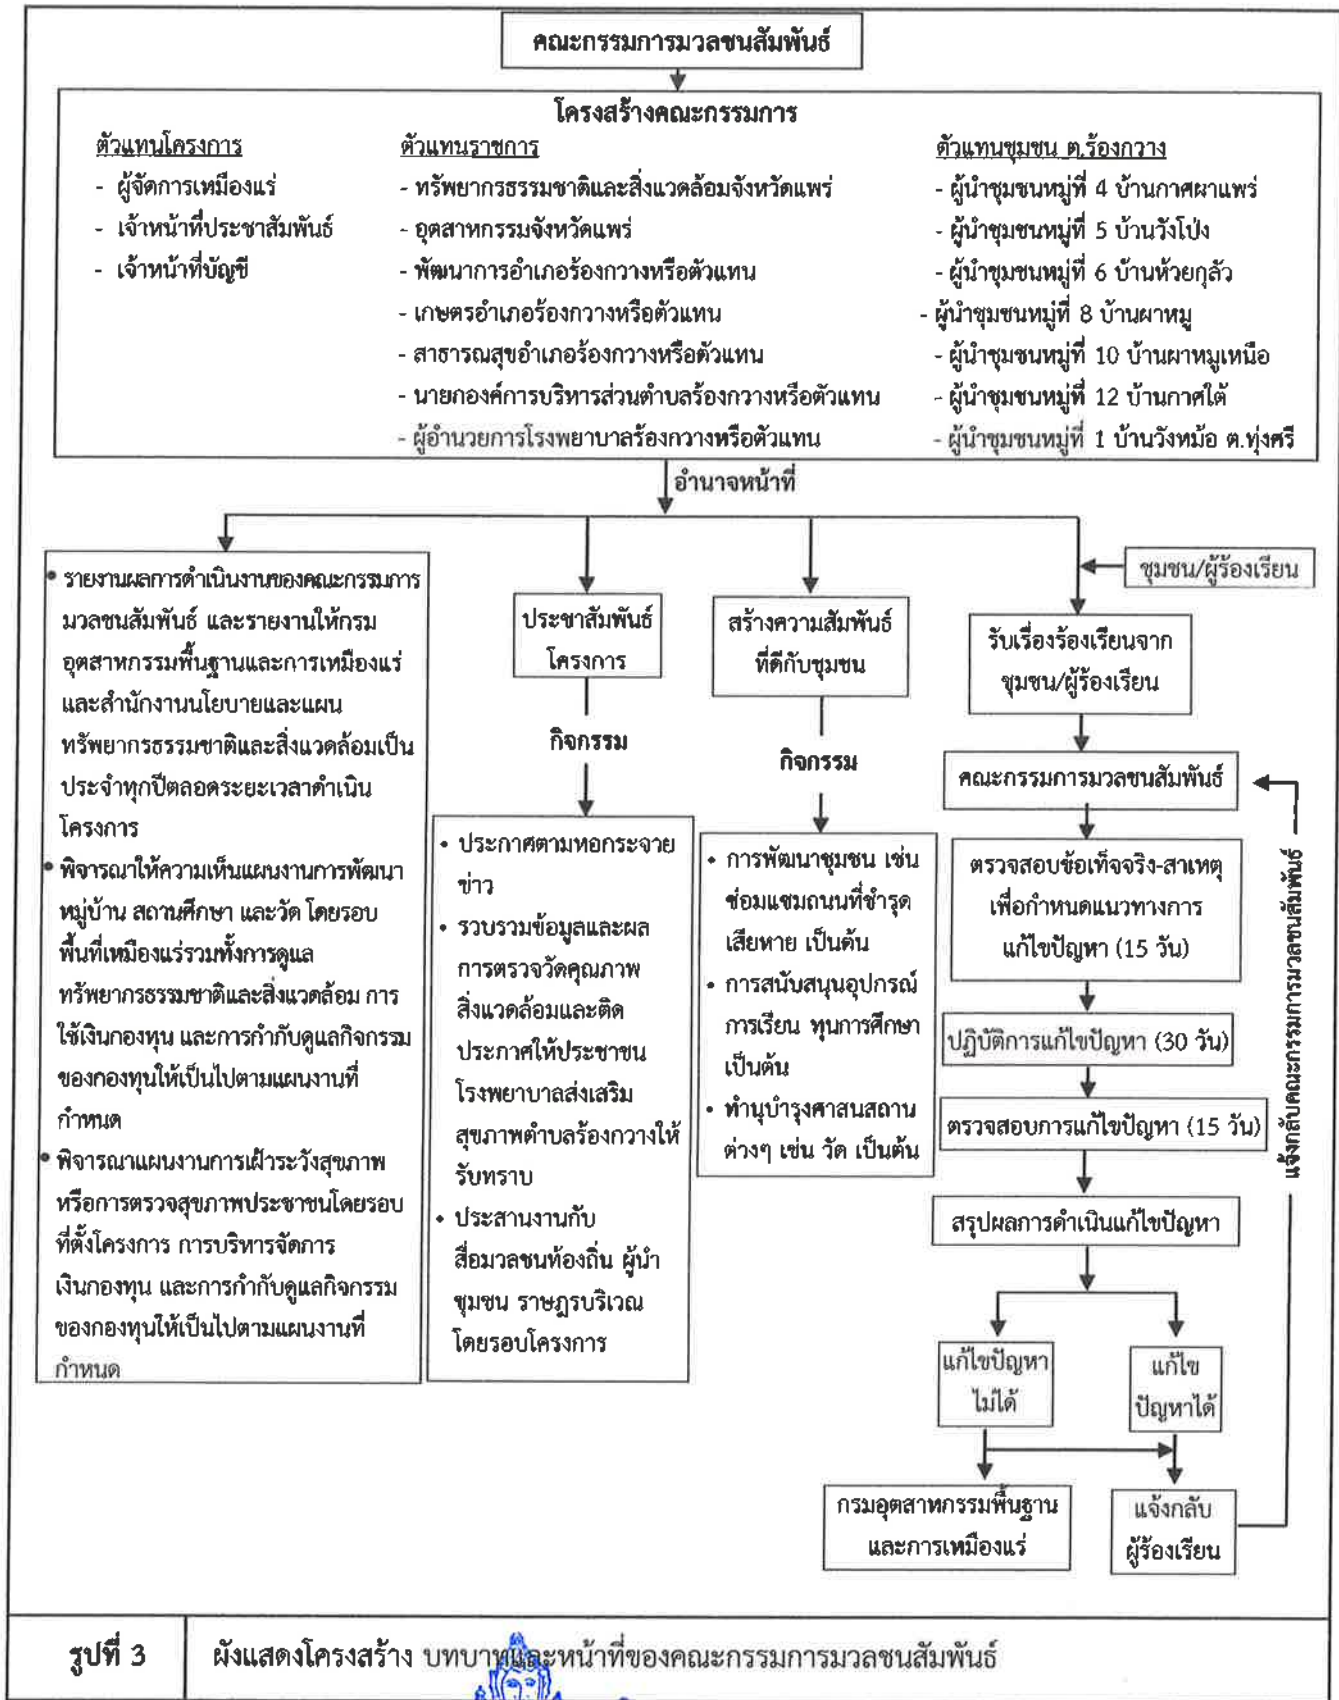 คณะกรรมการมวลชนสัมพันธ์
โครงสร้างคณะกรรมการ
ตัวแทนโครงการ
- ผู้จัดการเหมืองแร่
- เจ้าหน้าที่ประชาสัมพันธ์
- เจ้าหน้าที่บัญชี
ตัวแทนราชการ
- ทรัพยากรธรรมชาติและสิ่งแวดล้อมจังหวัดแพร่
- อุตสาหกรรมจังหวัดแพร่
- พัฒนาการอำเภอร้องกวางหรือตัวแทน
- เกษตรอำเภอร้องกวางหรือตัวแทน
- สาธารณสุขอำเภอร้องกวางหรือตัวแทน
- นายกองค์การบริหารส่วนตำบลร้องกวางหรือตัวแทน
- ผู้อำนวยการโรงพยาบาลร้องกวางหรือตัวแทน
ตัวแทนชุมชน ต.ร้องกวาง
- ผู้นำชุมชนหมู่ที่ 4 บ้านกาศผาแพร่
- ผู้นำชุมชนหมู่ที่ 5 บ้านวังโป่ง
- ผู้นำชุมชนหมู่ที่ 6 บ้านห้วยกุลัว
- ผู้นำชุมชนหมู่ที่ 8 บ้านผาหมู
- ผู้นำชุมชนหมู่ที่ 10 บ้านผาหมูเหนือ
- ผู้นำชุมชนหมู่ที่ 12 บ้านกาศใต้
- ผู้นำชุมชนหมู่ที่ 1 บ้านวังหม้อ ต.ทุ่งศรี
อำนาจหน้าที่
• รายงานผลการดำเนินงานของคณะกรรมการ
มวลชนสัมพันธ์ และรายงานให้กรม
อุตสาหกรรมพื้นฐานและการเหมืองแร่
และสำนักงานนโยบายและแผน
ทรัพยากรธรรมชาติและสิ่งแวดล้อมเป็น
ประจำทุกปีตลอดระยะเวลาดำเนิน
โครงการ
• พิจารณาให้ความเห็นแผนงานการพัฒนา
หมู่บ้าน สถานศึกษา และวัด โดยรอบ
พื้นที่เหมืองแร่รวมทั้งการดูแล
ทรัพยากรธรรมชาติและสิ่งแวดล้อม การ
ใช้เงินกองทุน และการกำกับดูแลกิจกรรม
ของกองทุนให้เป็นไปตามแผนงานที่
กำหนด
• พิจารณาแผนงานการเฝ้าระวังสุขภาพ
หรือการตรวจสุขภาพประชาชนโดยรอบ
ที่ตั้งโครงการ การบริหารจัดการ
เงินกองทุน และการกำกับดูแลกิจกรรม
ของกองทุนให้เป็นไปตามแผนงานที่
กำหนด
ประชาสัมพันธ์
โครงการ
กิจกรรม
• ประกาศตามหอกระจาย
ข่าว
• รวบรวมข้อมูลและผล
การตรวจวัดคุณภาพ
สิ่งแวดล้อมและติด
ประกาศให้ประชาชน
โรงพยาบาลส่งเสริม
สุขภาพตำบลร้องกวางให้
รับทราบ
• ประสานงานกับ
สื่อมวลชนท้องถิ่น ผู้นำ
ชุมชน ราษฎรบริเวณ
โดยรอบโครงการ
สร้างความสัมพันธ์
ที่ดีกับชุมชน
กิจกรรม
• การพัฒนาชุมชน เช่น
ซ่อมแซมถนนที่ชำรุด
เสียหาย เป็นต้น
• การสนับสนุนอุปกรณ์
การเรียน ทุนการศึกษา
เป็นต้น
• ทำนุบำรุงศาสนสถาน
ต่างๆ เช่น วัด เป็นต้น
ชุมชน/ผู้ร้องเรียน
รับเรื่องร้องเรียนจาก
ชุมชน/ผู้ร้องเรียน
คณะกรรมการมวลชนสัมพันธ์
ตรวจสอบข้อเท็จจริง-สาเหตุ
เพื่อกำหนดแนวทางการ
แก้ไขปัญหา (15 วัน)
ปฏิบัติการแก้ไขปัญหา (30 วัน)
ตรวจสอบการแก้ไขปัญหา (15 วัน)
สรุปผลการดำเนินแก้ไขปัญหา
แก้ไขปัญหา
ไม่ได้
แก้ไข
ปัญหาได้
กรมอุตสาหกรรมพื้นฐาน
และการเหมืองแร่
แจ้งกลับ
ผู้ร้องเรียน
แจ้งกลับคณะกรรมการมวลชนสัมพันธ์
รูปที่ 3
ผังแสดงโครงสร้าง บทบาทและหน้าที่ของคณะกรรมการมวลชนสัมพันธ์